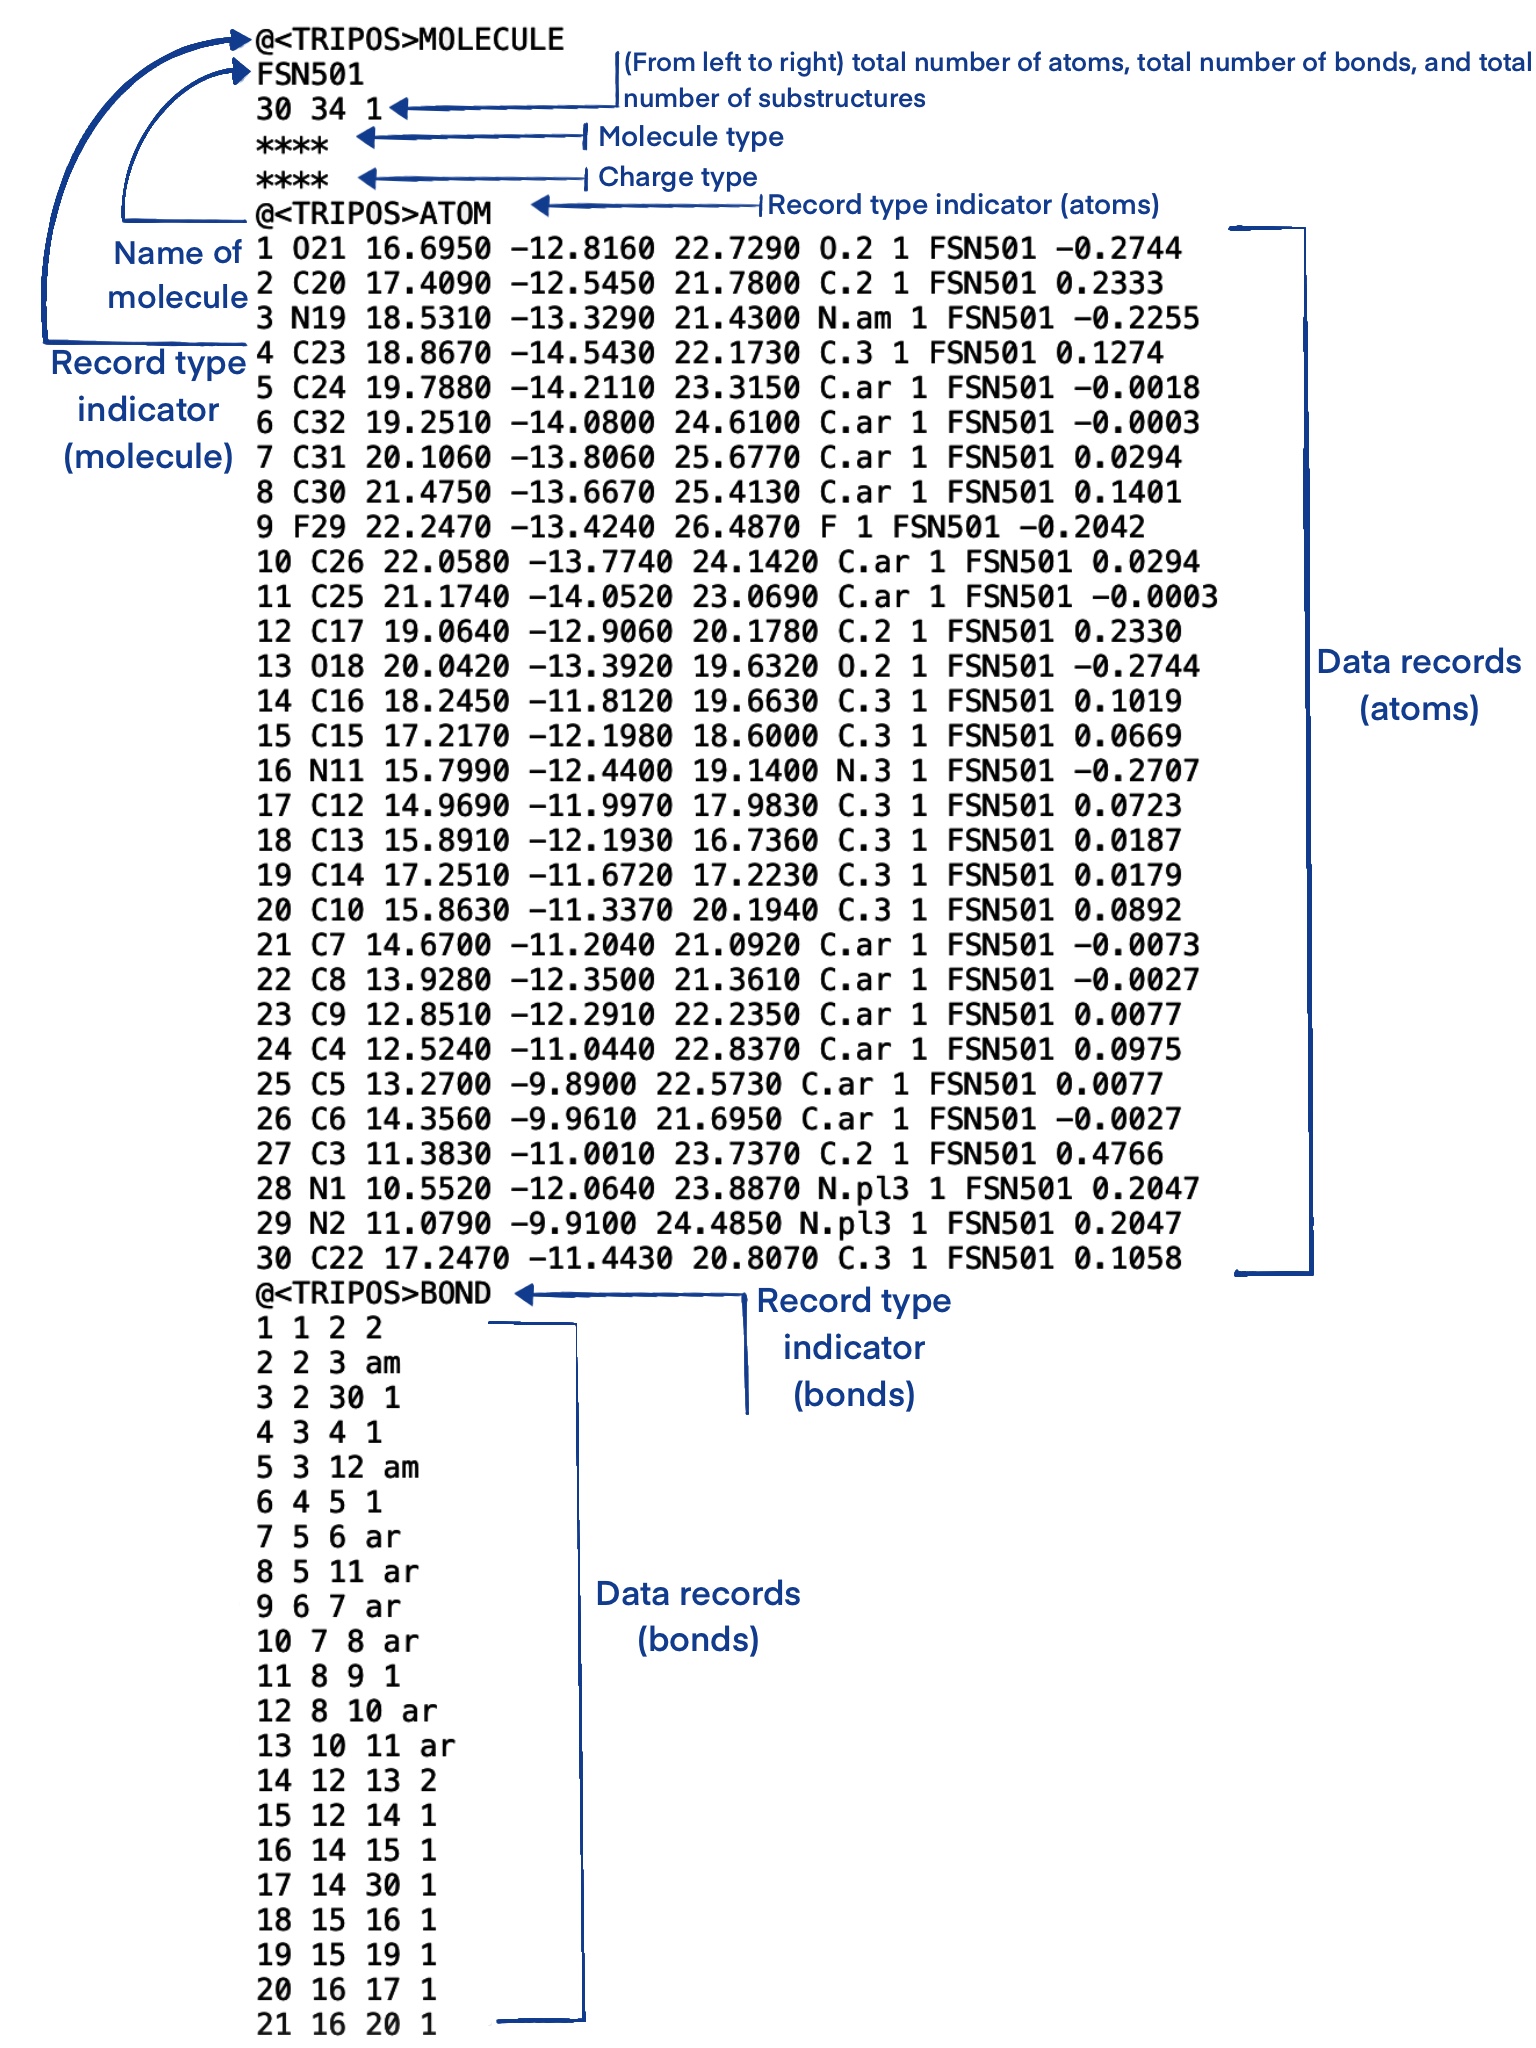 @<TRIPOS>MOLECULE
FSN501
30 34 1
(From left to right) total number of atoms, total number of bonds, and total
number of substructures
****
Molecule type
****
Charge type
@<TRIPOS>ATOM
Record type indicator (atoms)
Name of
molecule
Record type
indicator
(molecule)
1 O21 16.6950 −12.8160 22.7290 O.2 1 FSN501 −0.2744
2 C20 17.4090 −12.5450 21.7800 C.2 1 FSN501 0.2333
3 N19 18.5310 −13.3290 21.4300 N.am 1 FSN501 −0.2255
4 C23 18.8670 −14.5430 22.1730 C.3 1 FSN501 0.1274
5 C24 19.7880 −14.2110 23.3150 C.ar 1 FSN501 −0.0018
6 C32 19.2510 −14.0800 24.6100 C.ar 1 FSN501 −0.0003
7 C31 20.1060 −13.8060 25.6770 C.ar 1 FSN501 0.0294
8 C30 21.4750 −13.6670 25.4130 C.ar 1 FSN501 0.1401
9 F29 22.2470 −13.4240 26.4870 F 1 FSN501 −0.2042
10 C26 22.0580 −13.7740 24.1420 C.ar 1 FSN501 0.0294
11 C25 21.1740 −14.0520 23.0690 C.ar 1 FSN501 −0.0003
12 C17 19.0640 −12.9060 20.1780 C.2 1 FSN501 0.2330
13 O18 20.0420 −13.3920 19.6320 O.2 1 FSN501 −0.2744
14 C16 18.2450 −11.8120 19.6630 C.3 1 FSN501 0.1019
15 C15 17.2170 −12.1980 18.6000 C.3 1 FSN501 0.0669
16 N11 15.7990 −12.4400 19.1400 N.3 1 FSN501 −0.2707
17 C12 14.9690 −11.9970 17.9830 C.3 1 FSN501 0.0723
18 C13 15.8910 −12.1930 16.7360 C.3 1 FSN501 0.0187
19 C14 17.2510 −11.6720 17.2230 C.3 1 FSN501 0.0179
20 C10 15.8630 −11.3370 20.1940 C.3 1 FSN501 0.0892
21 C7 14.6700 −11.2040 21.0920 C.ar 1 FSN501 −0.0073
22 C8 13.9280 −12.3500 21.3610 C.ar 1 FSN501 −0.0027
23 C9 12.8510 −12.2910 22.2350 C.ar 1 FSN501 0.0077
24 C4 12.5240 −11.0440 22.8370 C.ar 1 FSN501 0.0975
25 C5 13.2700 −9.8900 22.5730 C.ar 1 FSN501 0.0077
26 C6 14.3560 −9.9610 21.6950 C.ar 1 FSN501 −0.0027
27 C3 11.3830 −11.0010 23.7370 C.2 1 FSN501 0.4766
28 N1 10.5520 −12.0640 23.8870 N.pl3 1 FSN501 0.2047
29 N2 11.0790 −9.9100 24.4850 N.pl3 1 FSN501 0.2047
30 C22 17.2470 −11.4430 20.8070 C.3 1 FSN501 0.1058
Data records
(atoms)
@<TRIPOS>BOND
Record type
indicator
(bonds)
1 1 2 2
2 2 3 am
3 2 30 1
4 3 4 1
5 3 12 am
6 4 5 1
7 5 6 ar
8 5 11 ar
9 6 7 ar
10 7 8 ar
11 8 9 1
12 8 10 ar
13 10 11 ar
14 12 13 2
15 12 14 1
16 14 15 1
17 14 30 1
18 15 16 1
19 15 19 1
20 16 17 1
21 16 20 1
Data records
(bonds)